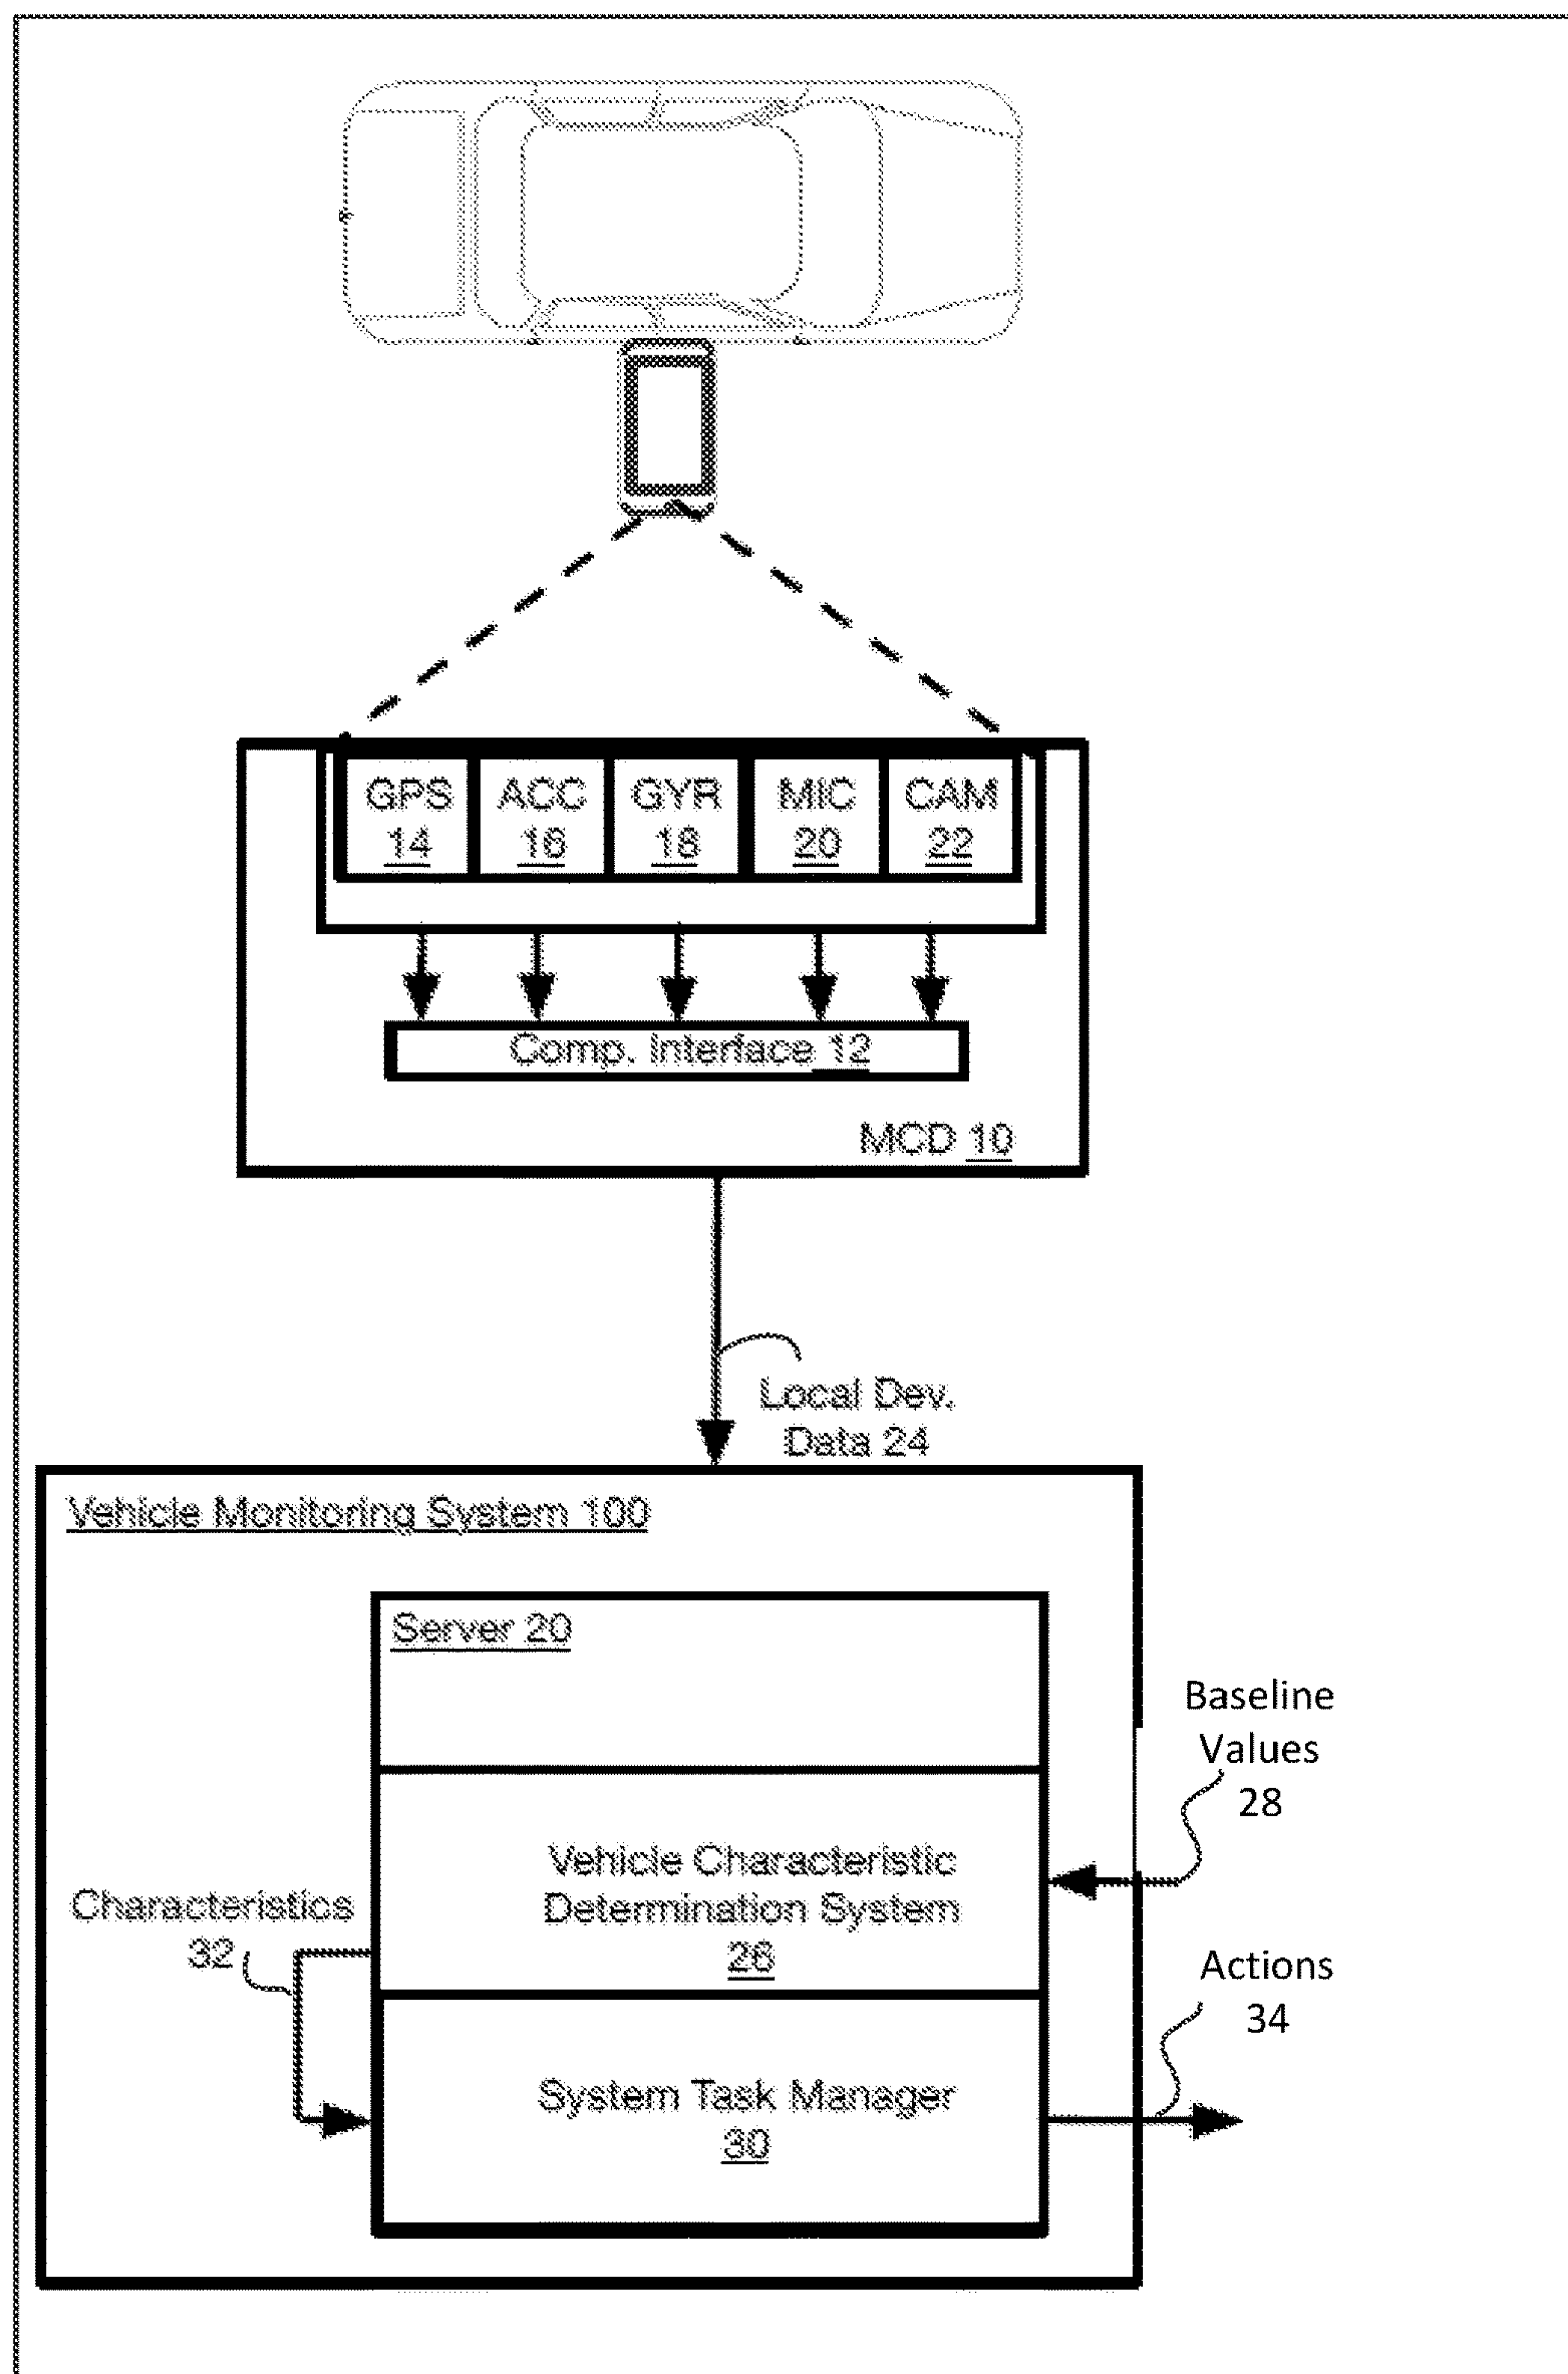 GPS ACC GYR MIC CAM
14 16 18 20 22
Comp. Interface 12
MCD 10
Local Dev.
Data 24
Vehicle Monitoring System 100
Server 20
Baseline
Values
28
Vehicle Characteristic
Determination System
26
Characteristics
32
Actions
34
System Task Manager
30